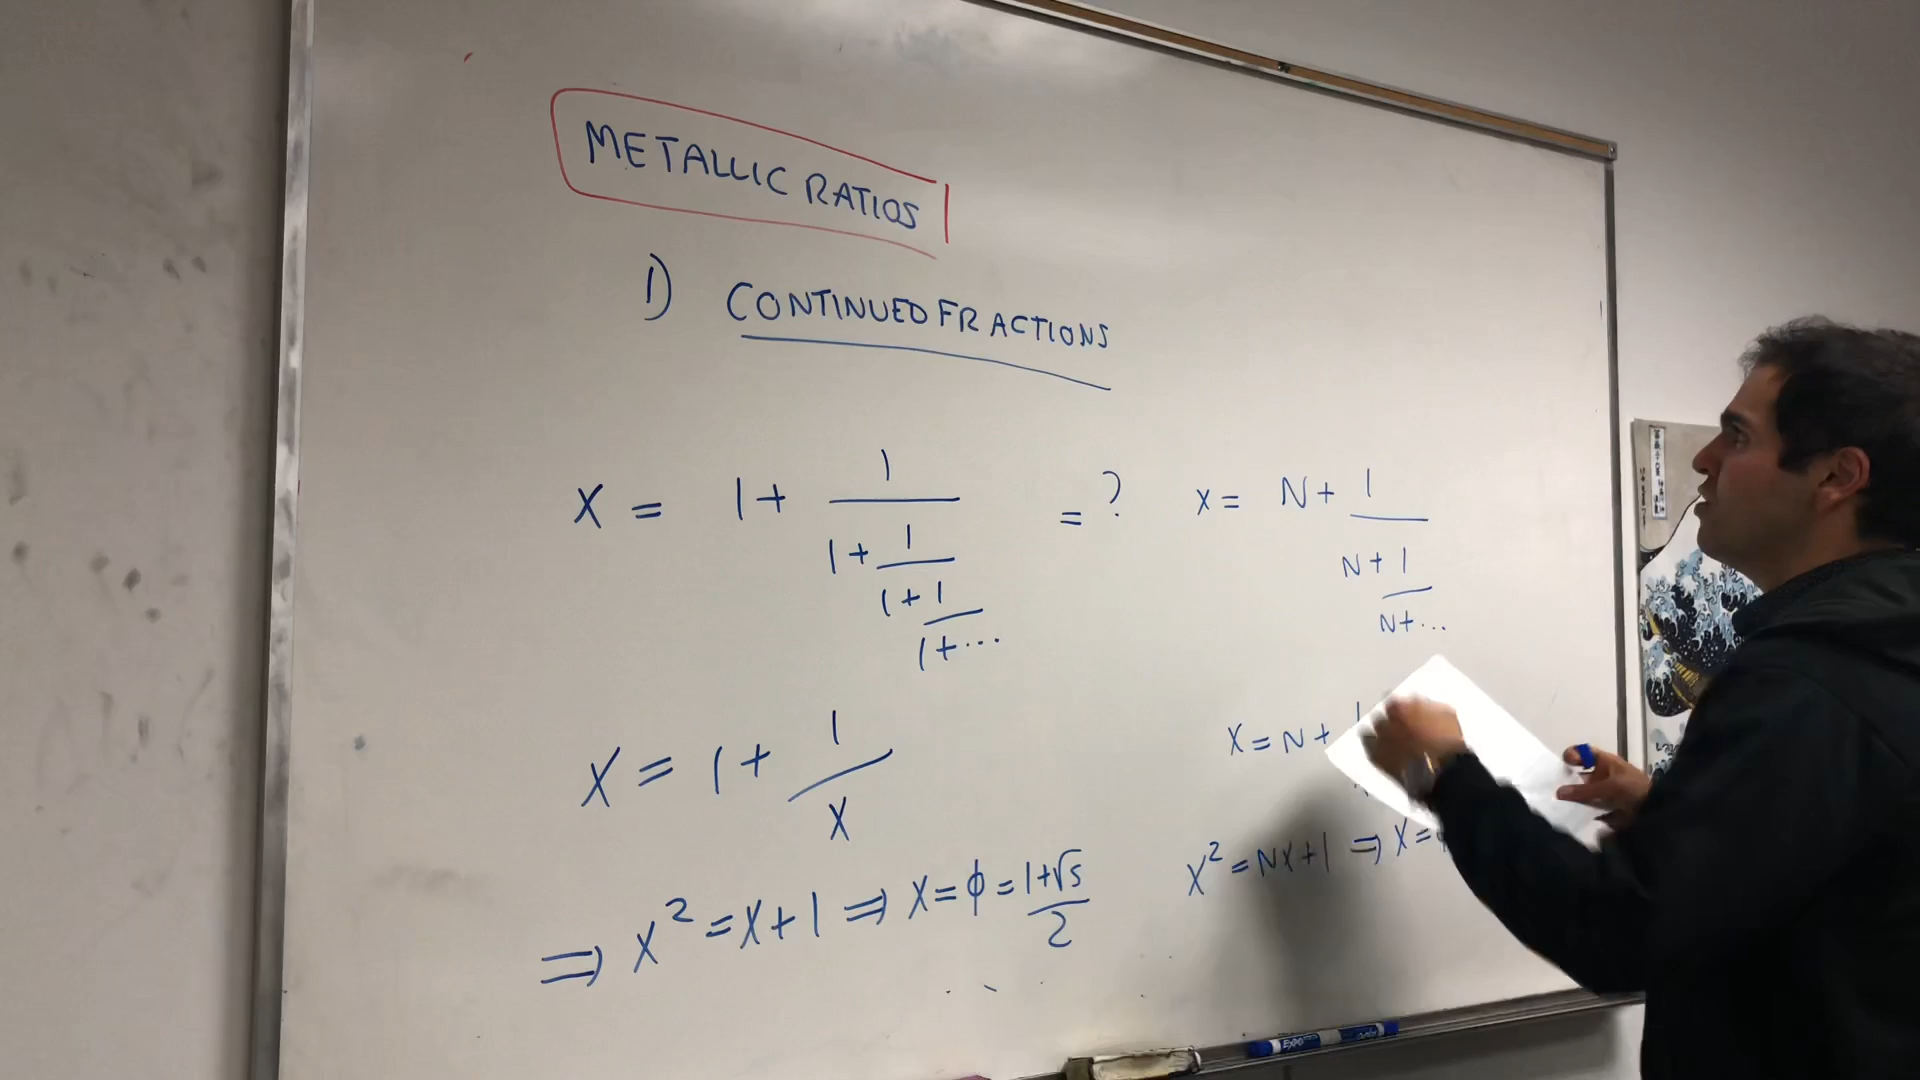 METALLIC RATIOS
1) CONTINUED FRACTIONS
X = 1 + 1
1 + 1
1 + 1
1 + ...
= ?
X = 1 + 1
X
⇒ X² = X + 1 ⇒ X = ϕ = 1+√5
2
X = N + 1
N + 1
N + ...
X = N +
X² = NX + 1 ⇒ X =
EXPO